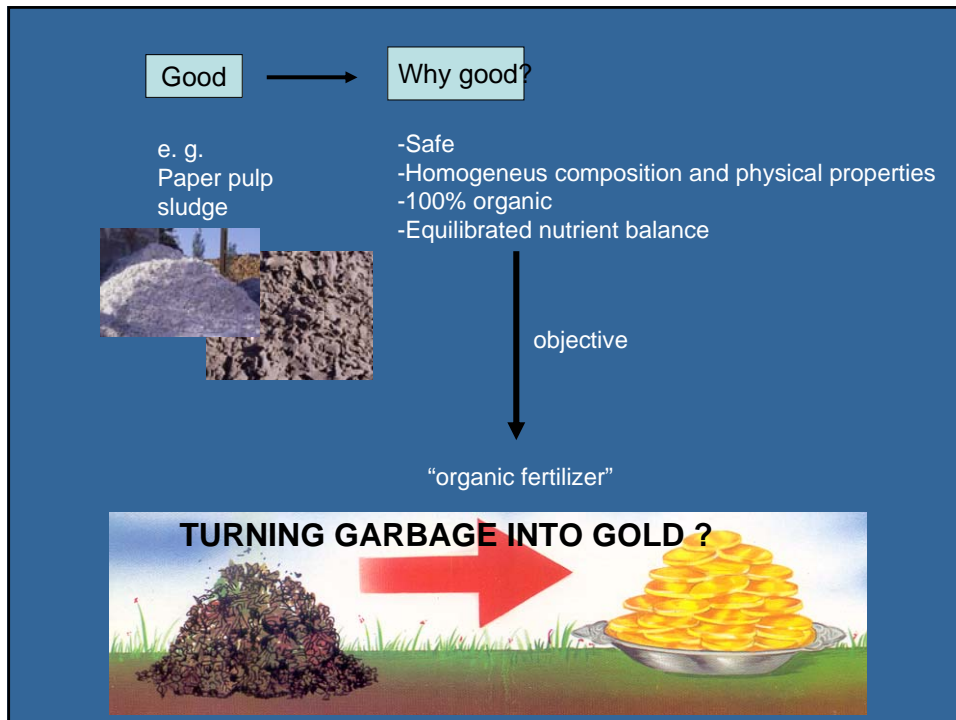 Good
Why good?
e. g.
Paper pulp
sludge
-Safe
-Homogeneus composition and physical properties
-100% organic
-Equilibrated nutrient balance
objective
“organic fertilizer”
TURNING GARBAGE INTO GOLD ?